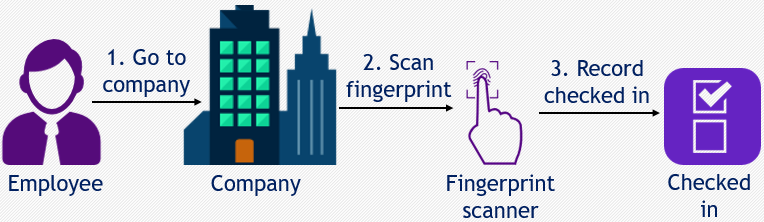 1. Go to
company
2. Scan
fingerprint
3. Record
checked in
Employee
Company
Fingerprint
scanner
Checked
in